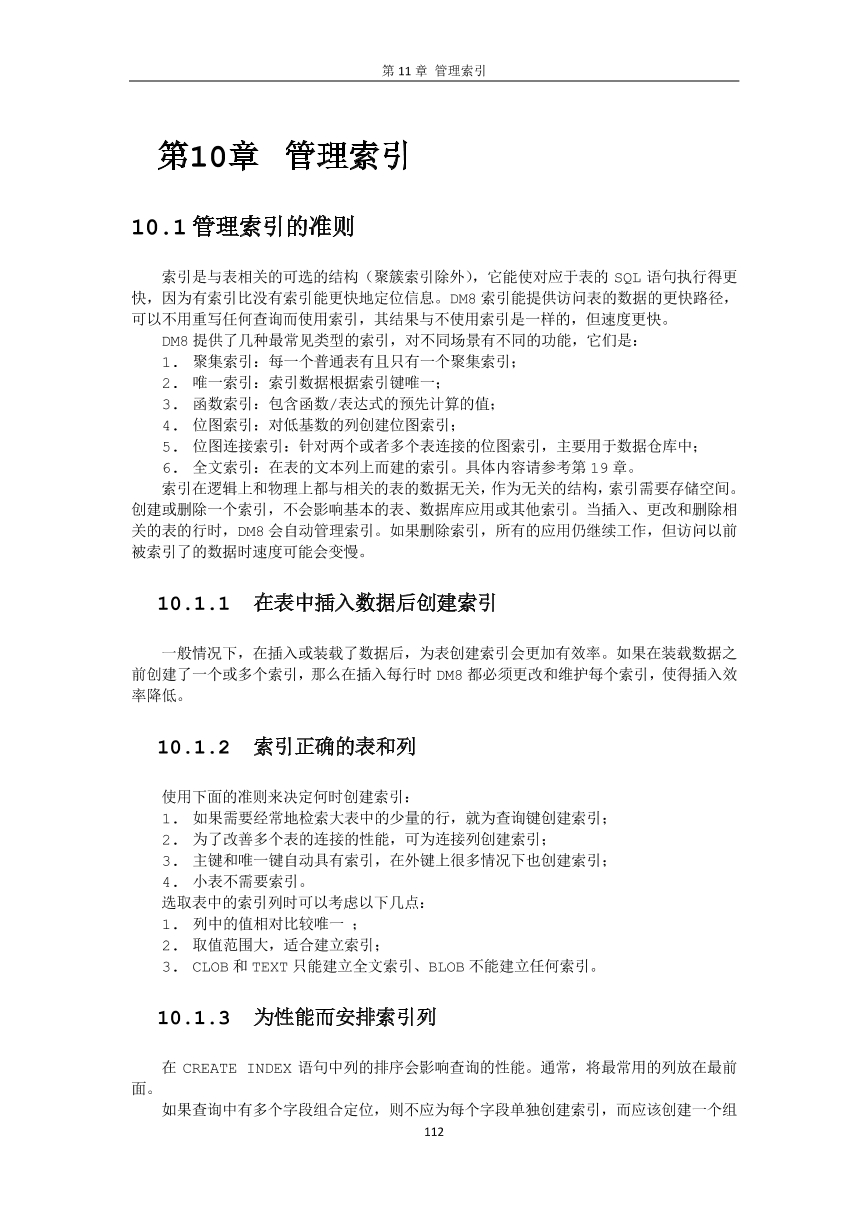 第 11 章 管理索引
第10章 管理索引
10.1 管理索引的准则
索引是与表相关的可选的结构（聚簇索引除外），它能使对应于表的 SQL 语句执行得更
快，因为有索引比没有索引能更快地定位信息。DM8 索引能提供访问表的数据的更快路径，
可以不用重写任何查询而使用索引，其结果与不使用索引是一样的，但速度更快。
DM8 提供了几种最常见类型的索引，对不同场景有不同的功能，它们是：
1. 聚集索引：每一个普通表有且只有一个聚集索引；
2. 唯一索引：索引数据根据索引键唯一；
3. 函数索引：包含函数/表达式的预先计算的值；
4. 位图索引：对低基数的列创建位图索引；
5. 位图连接索引：针对两个或者多个表连接的位图索引，主要用于数据仓库中；
6. 全文索引：在表的文本列上而建的索引。具体内容请参考第 19 章。
索引在逻辑上和物理上都与相关的表的数据无关，作为无关的结构，索引需要存储空间。
创建或删除一个索引，不会影响基本的表、数据库应用或其他索引。当插入、更改和删除相
关的表的行时，DM8 会自动管理索引。如果删除索引，所有的应用仍继续工作，但访问以前
被索引了的数据时速度可能会变慢。
10.1.1 在表中插入数据后创建索引
一般情况下，在插入或装载了数据后，为表创建索引会更加有效率。如果在装载数据之
前创建了一个或多个索引，那么在插入每行时 DM8 都必须更改和维护每个索引，使得插入效
率降低。
10.1.2 索引正确的表和列
使用下面的准则来决定何时创建索引：
1. 如果需要经常地检索大表中的少量的行，就为查询键创建索引；
2. 为了改善多个表的连接的性能，可为连接列创建索引；
3. 主键和唯一键自动具有索引，在外键上很多情况下也创建索引；
4. 小表不需要索引。
选取表中的索引列时可以考虑以下几点：
1. 列中的值相对比较唯一 ；
2. 取值范围大，适合建立索引；
3. CLOB 和 TEXT 只能建立全文索引、BLOB 不能建立任何索引。
10.1.3 为性能而安排索引列
在 CREATE INDEX 语句中列的排序会影响查询的性能。通常，将最常用的列放在最前
面。
如果查询中有多个字段组合定位，则不应为每个字段单独创建索引，而应该创建一个组
112